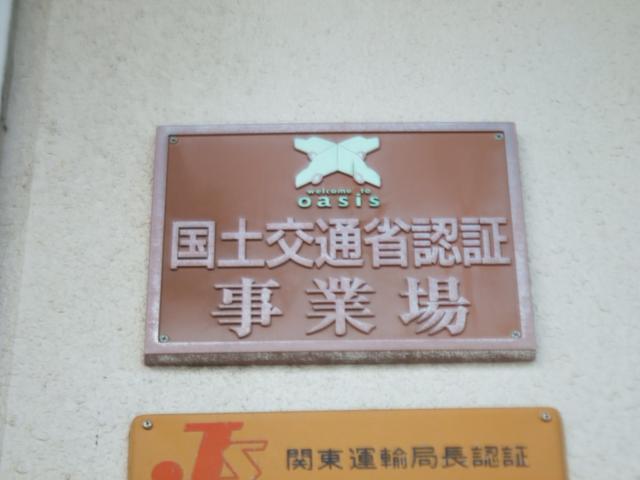 welcome to
oasis
国土交通省認証
事業場
関東運輸局長認証